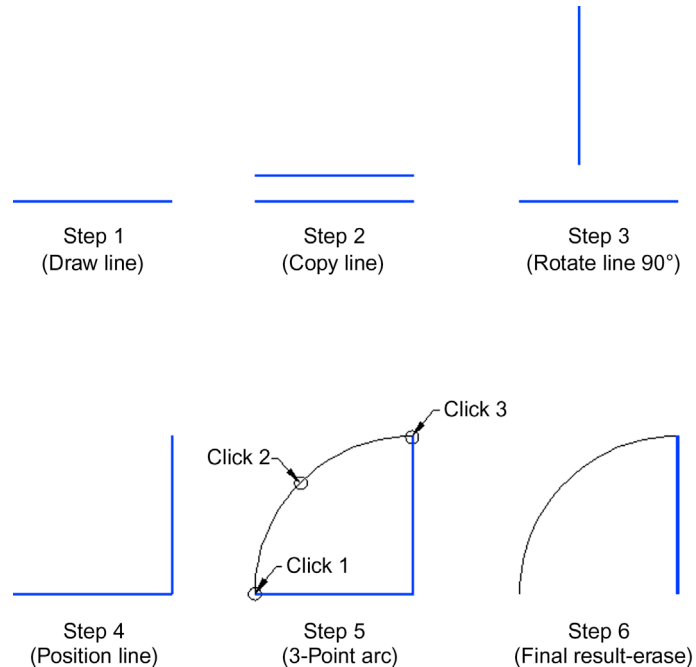 Step 1
(Draw line)
Step 2
(Copy line)
Step 3
(Rotate line 90°)
Click 3
Click 2
Click 1
Step 4
(Position line)
Step 5
(3-Point arc)
Step 6
(Final result-erase)